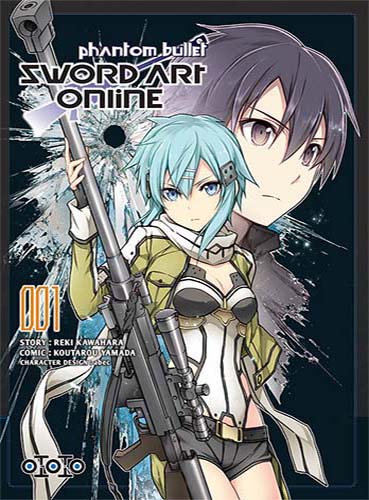 phantom bullet
SWORD ART
ONLINE
001
STORY : REKI KAWAHARA
COMIC : KOUTAROU YAMADA
CHARACTER DESIGN : abec
OTOTO